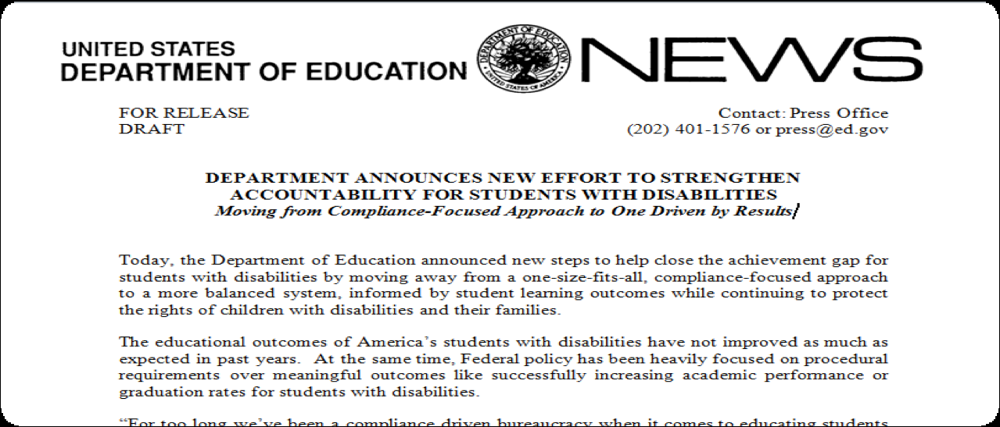 UNITED STATES
DEPARTMENT OF EDUCATION
DEPARTMENT OF EDUCATION
UNITED STATES OF AMERICA
NEWS
FOR RELEASE
DRAFT
Contact: Press Office
(202) 401-1576 or press@ed.gov
DEPARTMENT ANNOUNCES NEW EFFORT TO STRENGTHEN
ACCOUNTABILITY FOR STUDENTS WITH DISABILITIES
Moving from Compliance-Focused Approach to One Driven by Results
Today, the Department of Education announced new steps to help close the achievement gap for
students with disabilities by moving away from a one-size-fits-all, compliance-focused approach
to a more balanced system, informed by student learning outcomes while continuing to protect
the rights of children with disabilities and their families.
The educational outcomes of America’s students with disabilities have not improved as much as
expected in past years.  At the same time, Federal policy has been heavily focused on procedural
requirements over meaningful outcomes like successfully increasing academic performance or
graduation rates for students with disabilities.
“For too long we’ve been a compliance driven bureaucracy when it comes to educating students